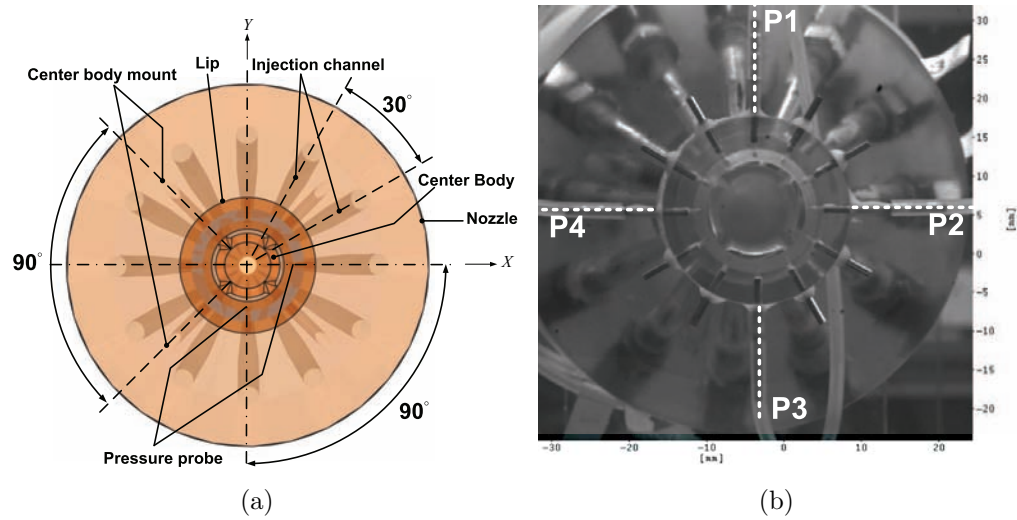 Y
Center body mount
Lip
Injection channel
30°
Center Body
Nozzle
90°
X
90°
Pressure probe
(a)
P1
P2
P3
P4
30
25
20
15
10
5
0
-5
-10
-15
-20
[mm]
-30
-20
-10
0
10
20
[mm]
(b)